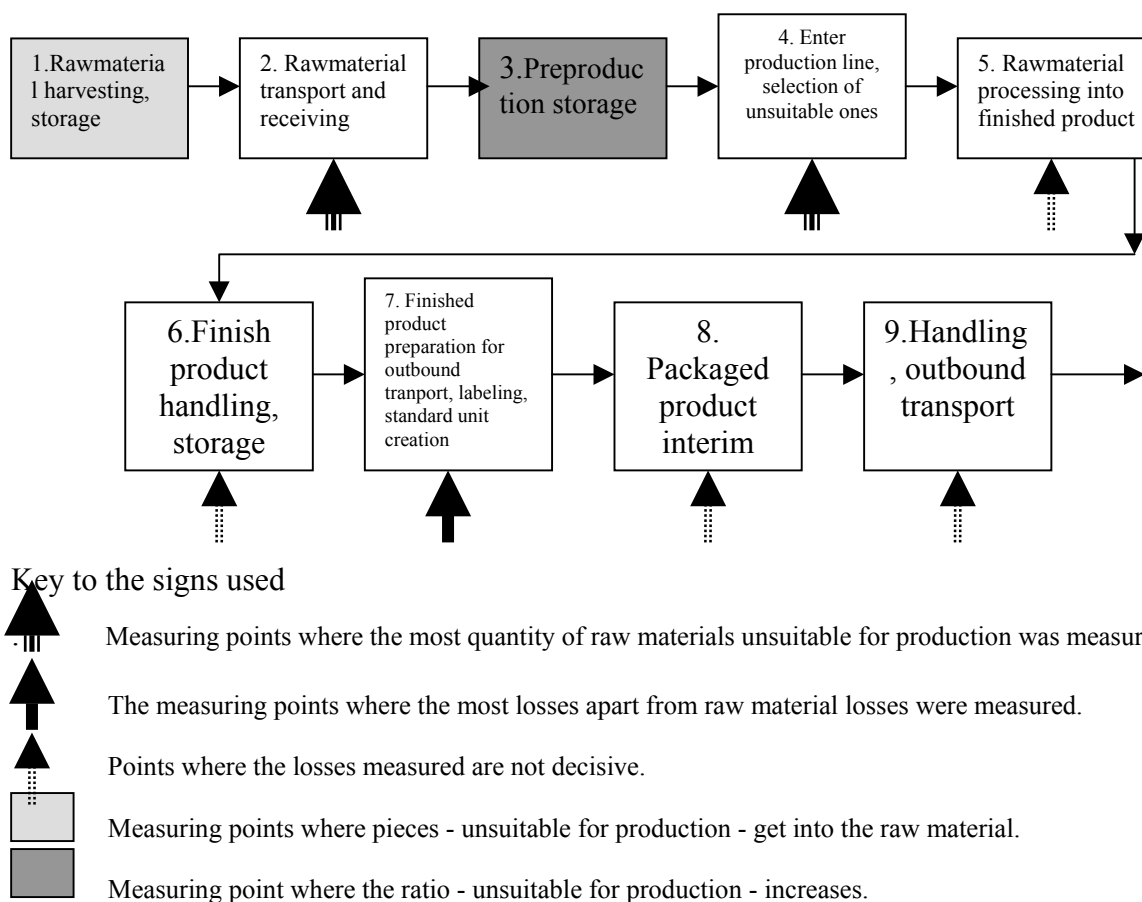 1.Rawmateria
l harvesting,
storage
2. Rawmaterial
transport and
receiving
3.Preproduc
tion storage
4. Enter
production line,
selection of
unsuitable ones
5. Rawmaterial
processing into
finished product
6.Finish
product
handling,
storage
7. Finished
product
preparation for
outbound
tranport, labeling,
standard unit
creation
8.
Packaged
product
interim
9.Handling
, outbound
transport
Key to the signs used
Measuring points where the most quantity of raw materials unsuitable for production was measur
The measuring points where the most losses apart from raw material losses were measured.
Points where the losses measured are not decisive.
Measuring points where pieces - unsuitable for production - get into the raw material.
Measuring point where the ratio - unsuitable for production - increases.